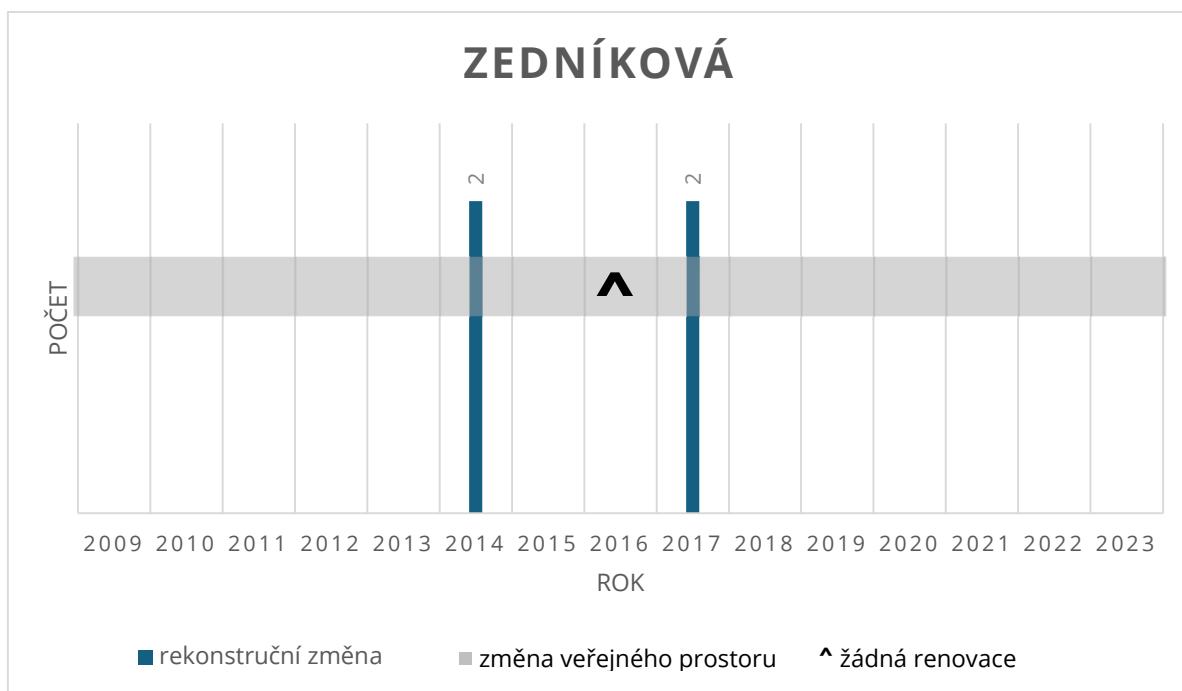 ZEDNÍKOVÁ
2 2
^
POČET
2009 2010 2011 2012 2013 2014 2015 2016 2017 2018 2019 2020 2021 2022 2023
ROK
rekonstruční změna změna veřejného prostoru ^ žádná renovace